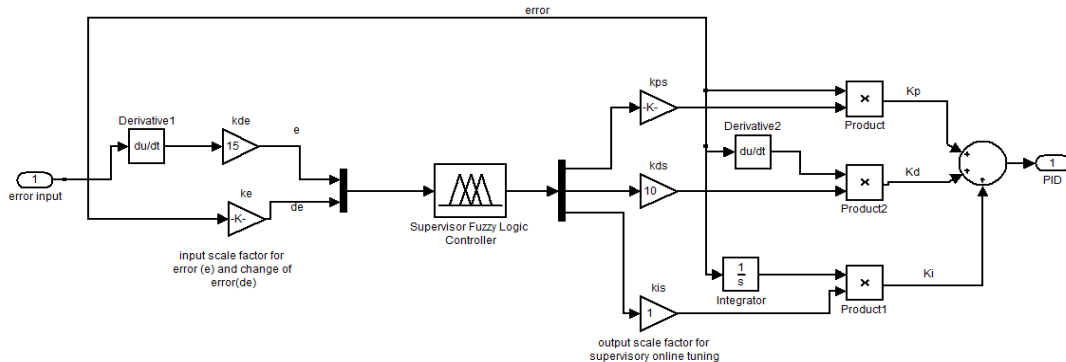 error
kps
-K-
Kp
Product
Derivative1
du/dt
kde
15
e
Derivative2
du/dt
1
error input
kds
10
Kd
Product2
1
PID
ke
-K-
de
Supervisor Fuzzy Logic
Controller
input scale factor for
error (e) and change of
error(de)
1
s
Integrator
kis
1
Ki
Product1
output scale factor for
supervisory online tuning